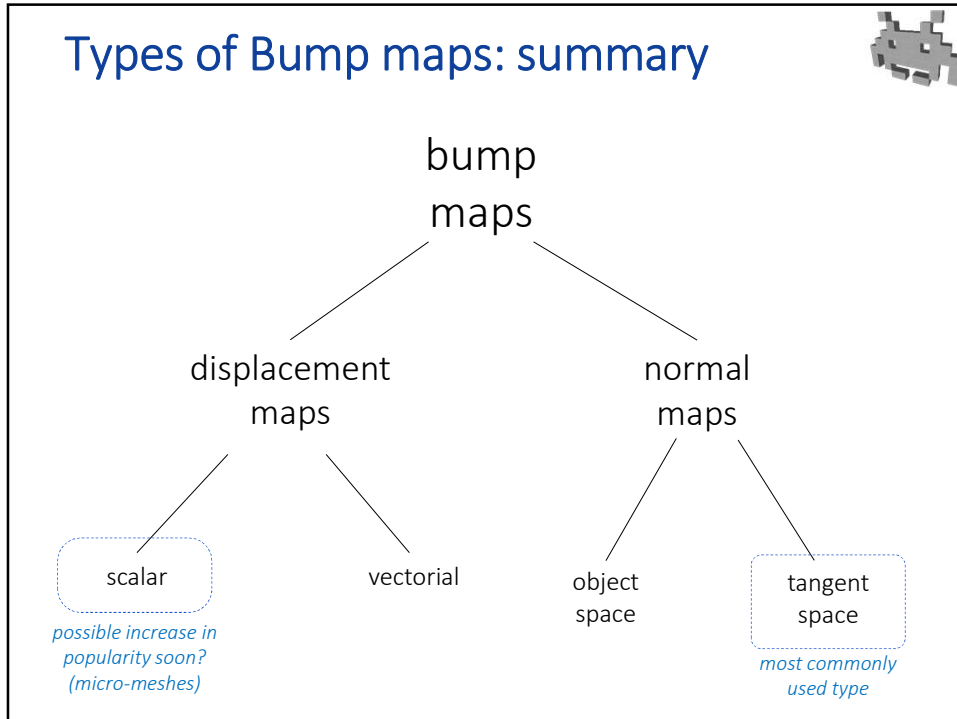 Types of Bump maps: summary
bump
maps
displacement
maps
normal
maps
scalar
vectorial
object
space
tangent
space
possible increase in
popularity soon?
(micro-meshes)
most commonly
used type